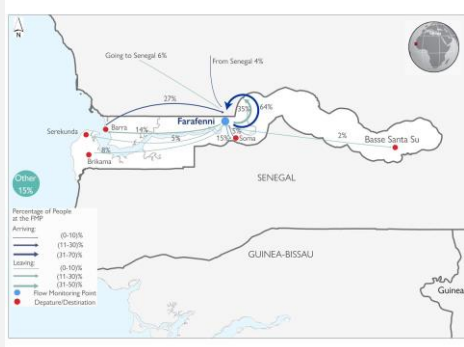 N
Going to Senegal 6%
From Senegal 4%
27%
35%
64%
Farafenni
Barra
14%
5%
Serekunda
5%
15%
Soma
2%
Basse Santa Su
8%
Brikama
Other
15%
SENEGAL
Percentage of People
at the FMP
Arriving:
(0-10)%
(11-30)%
(31-70)%
Leaving:
(0-10)%
(11-30)%
(31-50)%
Flow Monitoring Point
Depature/Destination
GUINEA-BISSAU
Guinea